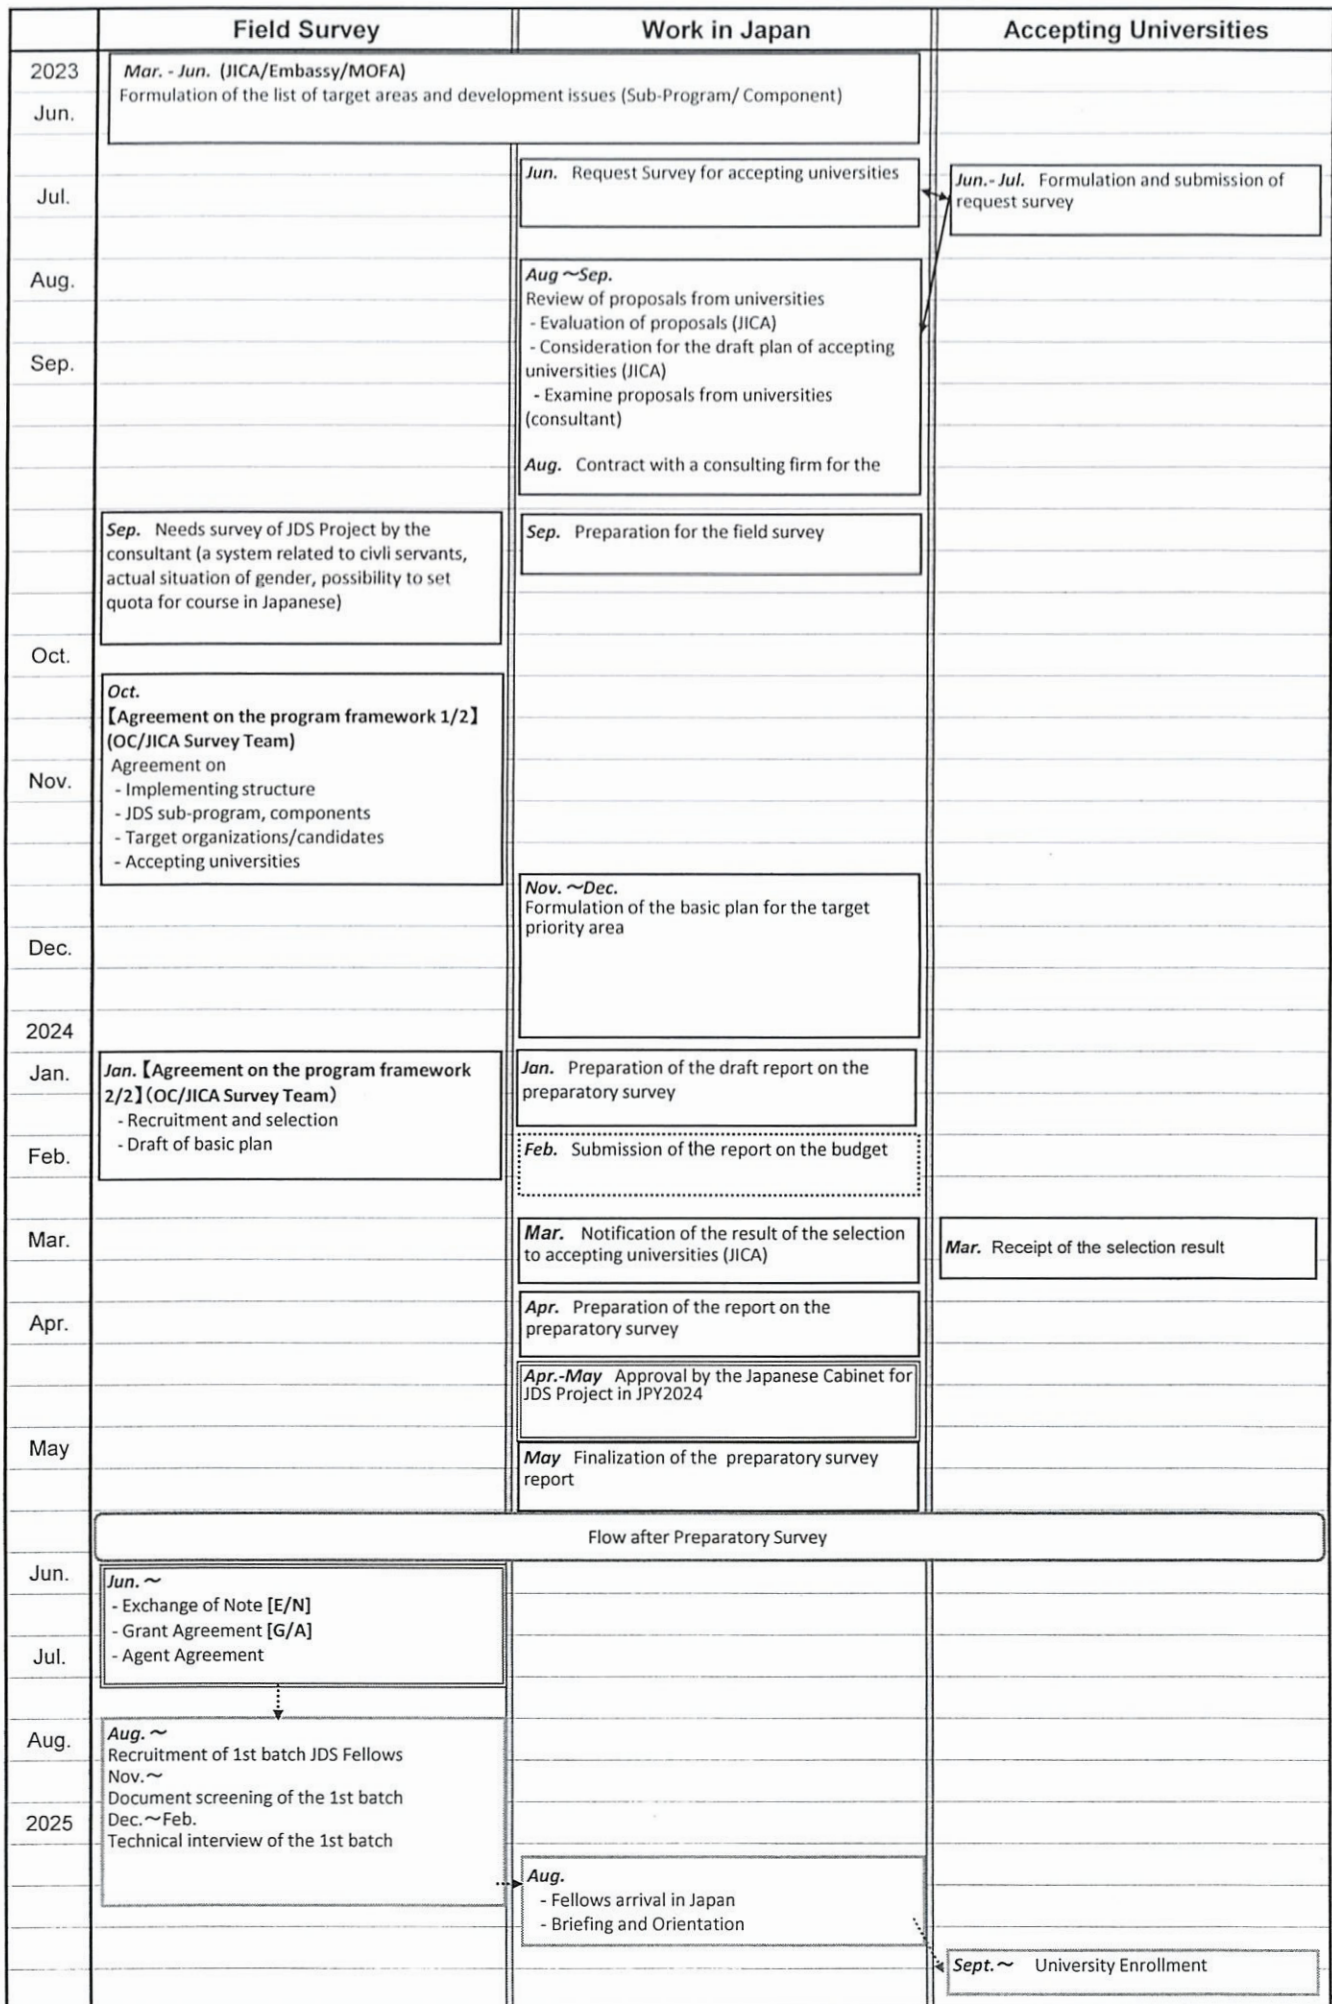 Field Survey
Work in Japan
Accepting Universities
2023
Mar. - Jun. (JICA/Embassy/MOFA)
Formulation of the list of target areas and development issues (Sub-Program/ Component)
Jun.
Jun. Request Survey for accepting universities
Jun.- Jul. Formulation and submission of
request survey
Jul.
Aug.
Aug ～Sep.
Review of proposals from universities
- Evaluation of proposals (JICA)
- Consideration for the draft plan of accepting
universities (JICA)
- Examine proposals from universities
(consultant)
Aug. Contract with a consulting firm for the
Sep.
Sep. Needs survey of JDS Project by the
consultant (a system related to civli servants,
actual situation of gender, possibility to set
quota for course in Japanese)
Sep. Preparation for the field survey
Oct.
Oct.
【Agreement on the program framework 1/2】
(OC/JICA Survey Team)
Agreement on
- Implementing structure
- JDS sub-program, components
- Target organizations/candidates
- Accepting universities
Nov.
Nov. ～Dec.
Formulation of the basic plan for the target
priority area
Dec.
2024
Jan.
Jan. 【Agreement on the program framework
2/2】(OC/JICA Survey Team)
- Recruitment and selection
- Draft of basic plan
Jan. Preparation of the draft report on the
preparatory survey
Feb.
Feb. Submission of the report on the budget
Mar.
Mar. Notification of the result of the selection
to accepting universities (JICA)
Mar. Receipt of the selection result
Apr.
Apr. Preparation of the report on the
preparatory survey
Apr.-May Approval by the Japanese Cabinet for
JDS Project in JPY2024
May
May Finalization of the preparatory survey
report
Flow after Preparatory Survey
Jun.
Jun. ～
- Exchange of Note [E/N]
- Grant Agreement [G/A]
- Agent Agreement
Jul.
Aug.
Aug. ～
Recruitment of 1st batch JDS Fellows
Nov.～
Document screening of the 1st batch
Dec.～Feb.
Technical interview of the 1st batch
2025
Aug.
- Fellows arrival in Japan
- Briefing and Orientation
Sept.～ University Enrollment